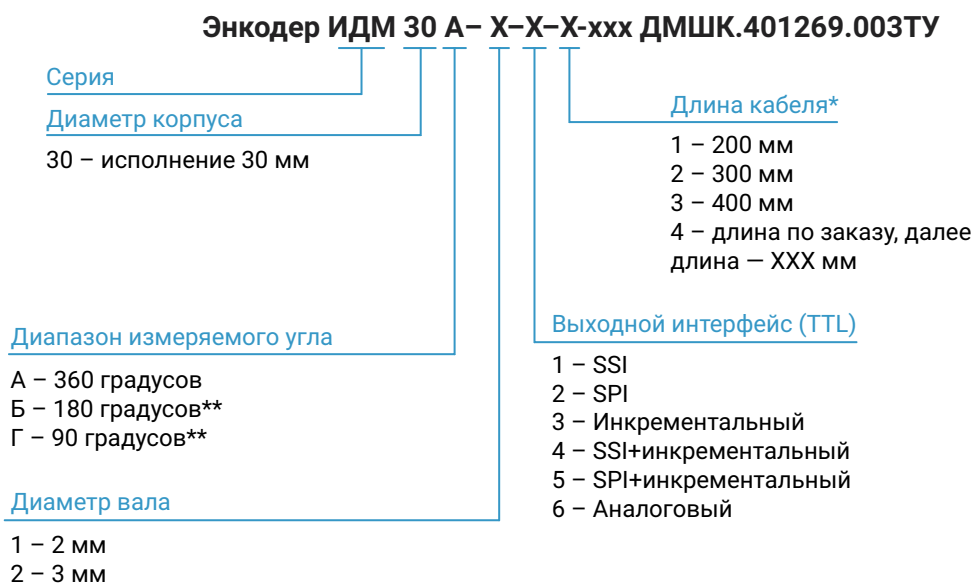 Энкодер ИДМ 30 А– Х–Х–Х-ххх ДМШК.401269.003ТУ
Серия
Диаметр корпуса
30 – исполнение 30 мм
Длина кабеля*
1 – 200 мм
2 – 300 мм
3 – 400 мм
4 – длина по заказу, далее
длина — ХХХ мм
Диапазон измеряемого угла
А – 360 градусов
Б – 180 градусов**
Г – 90 градусов**
Выходной интерфейс (TTL)
1 – SSI
2 – SPI
3 – Инкрементальный
4 – SSI+инкрементальный
5 – SPI+инкрементальный
6 – Аналоговый
Диаметр вала
1 – 2 мм
2 – 3 мм